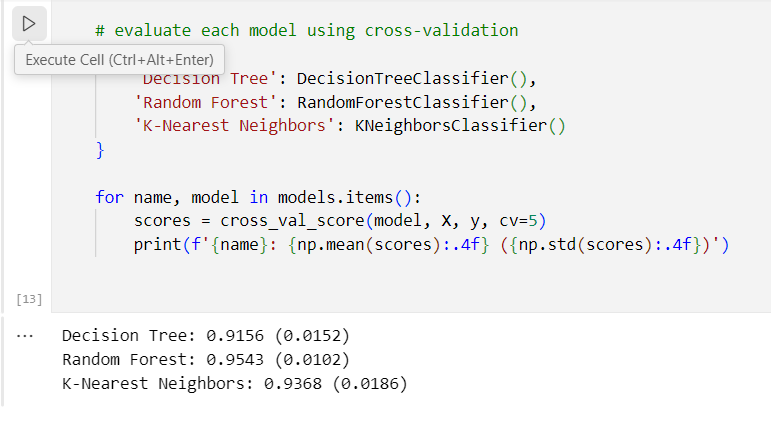 # evaluate each model using cross-validation
Execute Cell (Ctrl+Alt+Enter)
'Decision Tree': DecisionTreeClassifier(),
'Random Forest': RandomForestClassifier(),
'K-Nearest Neighbors': KNeighborsClassifier()
}
for name, model in models.items():
scores = cross_val_score(model, X, y, cv=5)
print(f'{name}: {np.mean(scores):.4f} ({np.std(scores):.4f})')
[13]
...
Decision Tree: 0.9156 (0.0152)
Random Forest: 0.9543 (0.0102)
K-Nearest Neighbors: 0.9368 (0.0186)